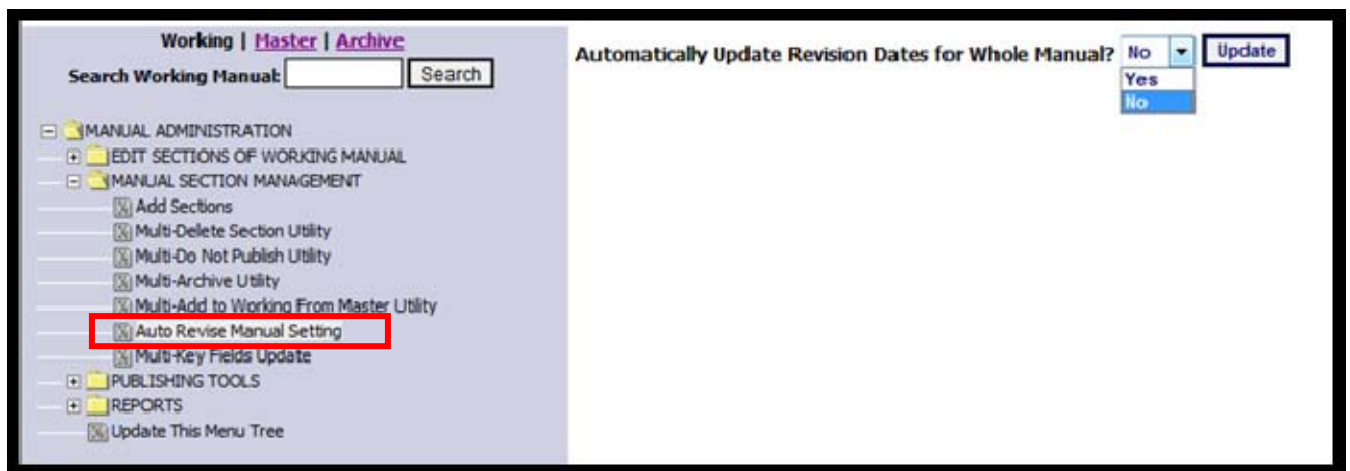 Working | Master | Archive
Search Working Manual: Search
MANUAL ADMINISTRATION
EDIT SECTIONS OF WORKING MANUAL
MANUAL SECTION MANAGEMENT
Add Sections
Multi-Delete Section Utility
Multi-Do Not Publish Utility
Multi-Archive Utility
Multi-Add to Working From Master Utility
Auto Revise Manual Setting
Multi-Key Fields Update
PUBLISHING TOOLS
REPORTS
Update This Menu Tree
Automatically Update Revision Dates for Whole Manual? No Update
Yes
No